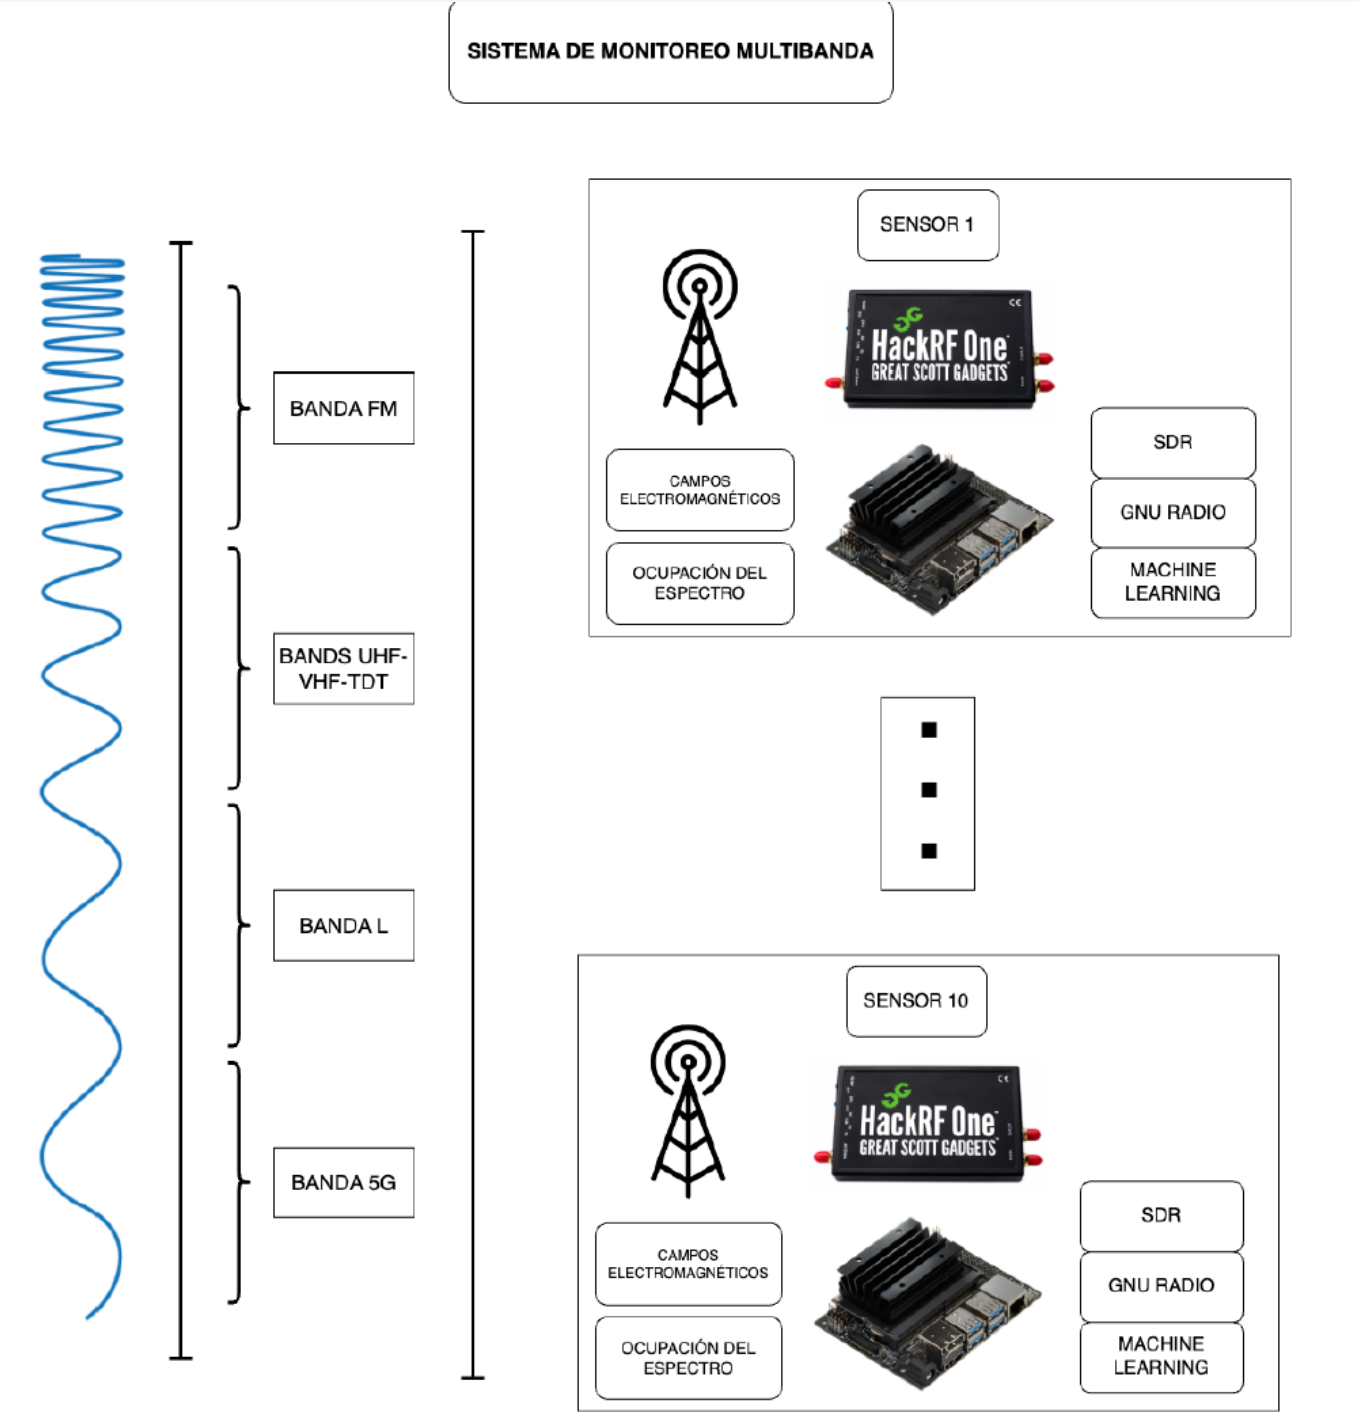 SISTEMA DE MONITOREO MULTIBANDA
BANDA FM
BANDS UHF-
VHF-TDT
BANDA L
BANDA 5G
SENSOR 1
HackRF One
GREAT SCOTT GADGETS
CAMPOS
ELECTROMAGNÉTICOS
OCUPACIÓN DEL
ESPECTRO
SDR
GNU RADIO
MACHINE
LEARNING
SENSOR 10
HackRF One
GREAT SCOTT GADGETS
CAMPOS
ELECTROMAGNÉTICOS
OCUPACIÓN DEL
ESPECTRO
SDR
GNU RADIO
MACHINE
LEARNING